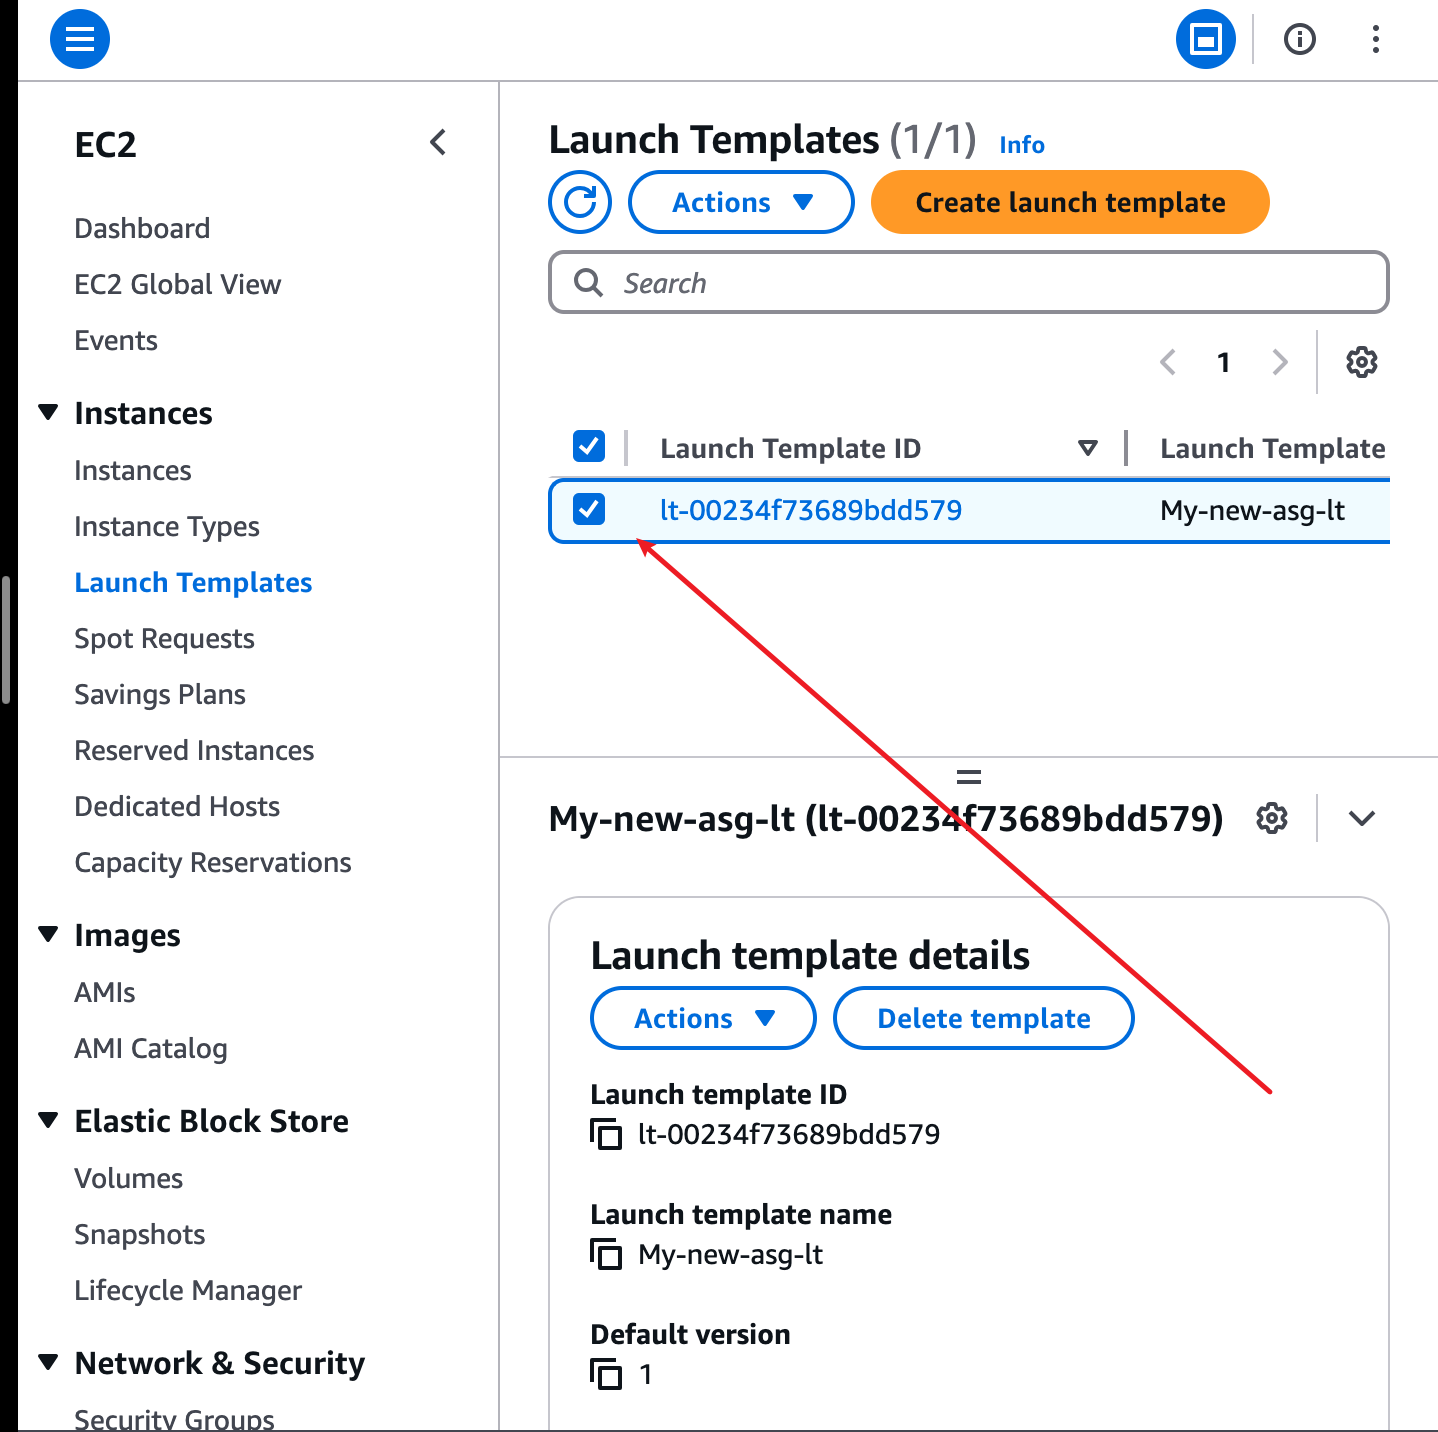 EC2
Dashboard
EC2 Global View
Events
Instances
Instances
Instance Types
Launch Templates
Spot Requests
Savings Plans
Reserved Instances
Dedicated Hosts
Capacity Reservations
Images
AMIs
AMI Catalog
Elastic Block Store
Volumes
Snapshots
Lifecycle Manager
Network & Security
Security Groups
Launch Templates (1/1) Info
Actions Create launch template
Search
1
Launch Template ID Launch Template
lt-00234f73689bdd579 My-new-asg-lt
My-new-asg-lt (lt-00234f73689bdd579)
Launch template details
Actions Delete template
Launch template ID
lt-00234f73689bdd579
Launch template name
My-new-asg-lt
Default version
1